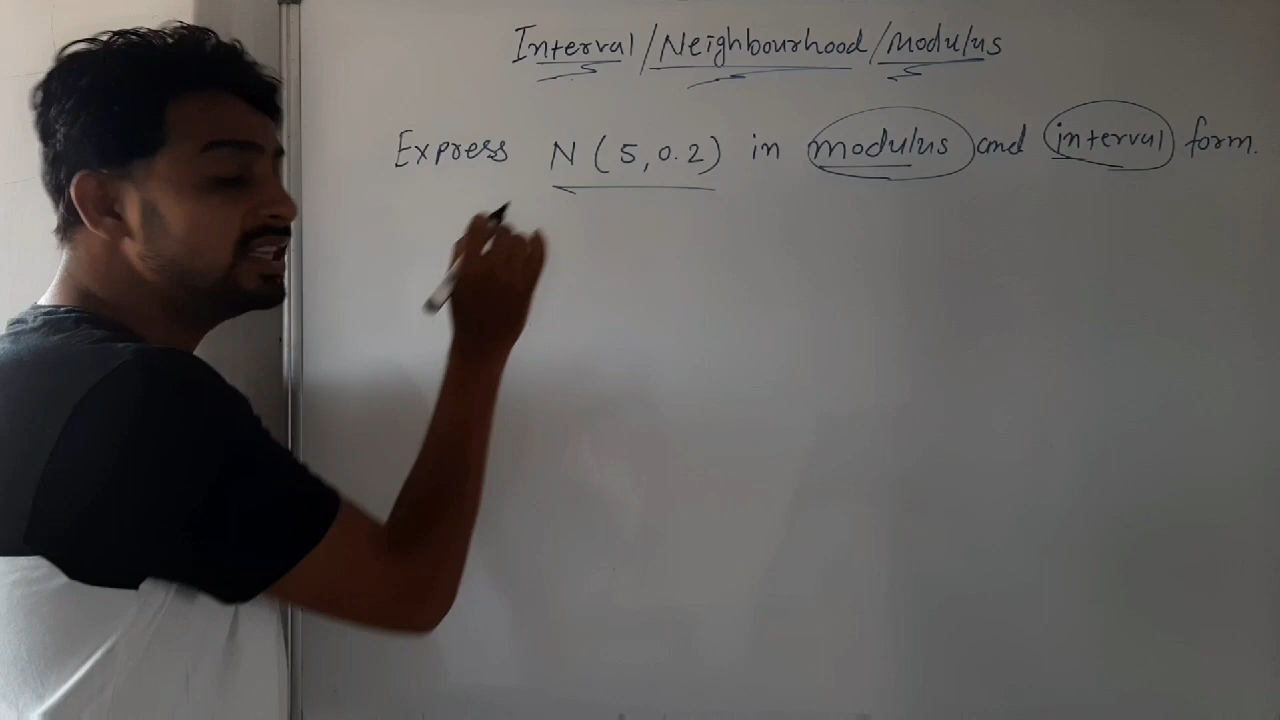 Interval/Neighbourhood/Modulus
Express N (5, 0.2) in modulus and interval form.